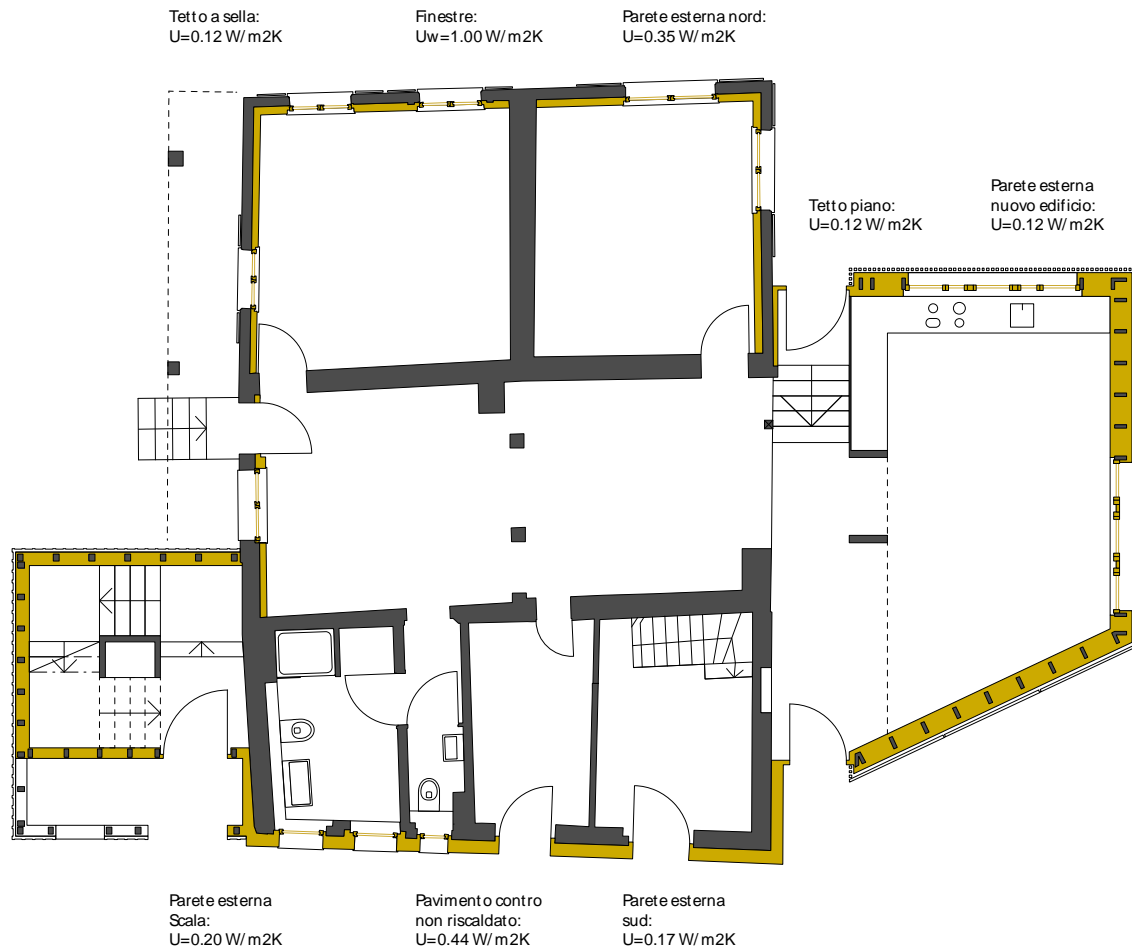 Tetto a sella:
U=0.12 W/m2K
Finestre:
Uw=1.00 W/m2K
Parete esterna nord:
U=0.35 W/m2K
Tetto piano:
U=0.12 W/m2K
Parete esterna
nuovo edificio:
U=0.12 W/m2K
Parete esterna
Scala:
U=0.20 W/m2K
Pavimento contro
non riscaldato:
U=0.44 W/m2K
Parete esterna
sud:
U=0.17 W/m2K